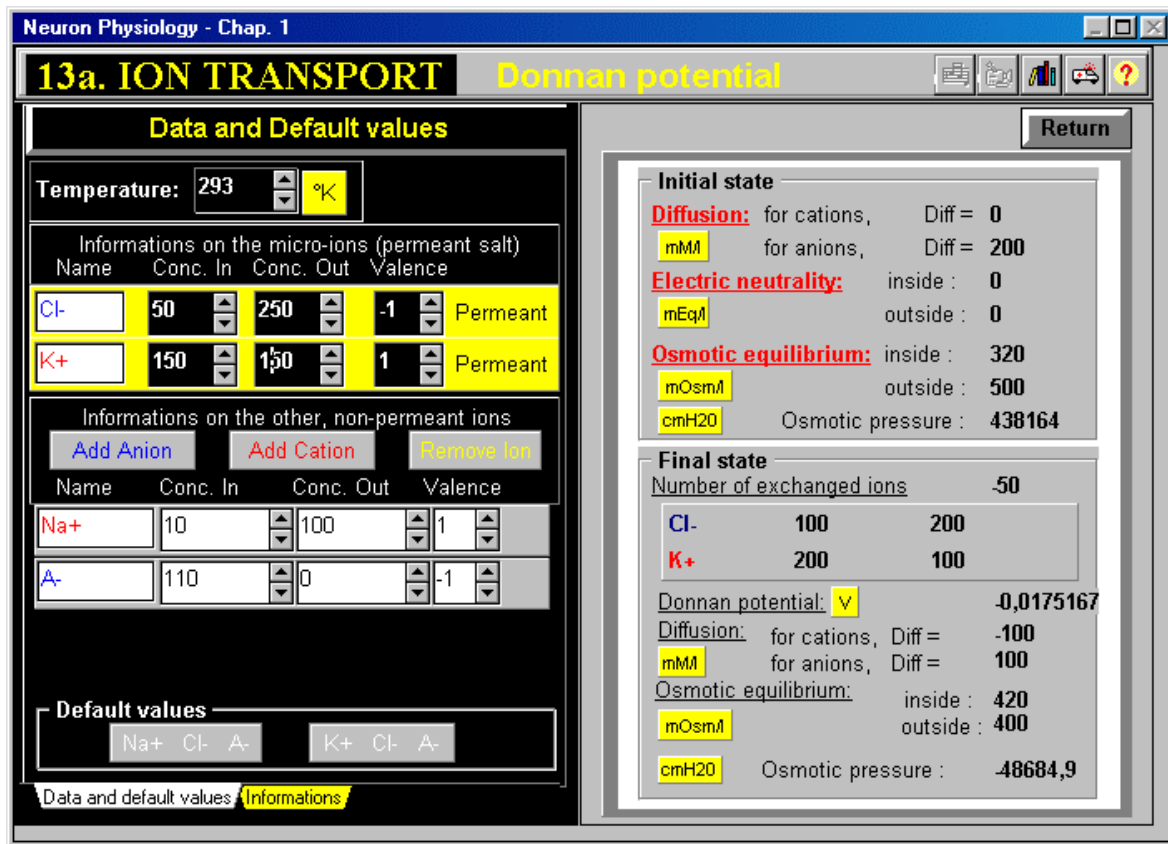 Neuron Physiology - Chap. 1
13a. ION TRANSPORT Donnan potential ?
Data and Default values
Temperature: 293 °K
Informations on the micro-ions (permeant salt)
Name Conc. In Conc. Out Valence
Cl- 50 250 -1 Permeant
K+ 150 150 1 Permeant
Informations on the other, non-permeant ions
Add Anion Add Cation Remove Ion
Name Conc. In Conc. Out Valence
Na+ 10 100 1
A- 110 0 -1
Default values
Na+ Cl- A- K+ Cl- A-
Data and default values Informations
Return
Initial state
Diffusion: for cations, Diff = 0
mM/l for anions, Diff = 200
Electric neutrality: inside : 0
mEq/l outside : 0
Osmotic equilibrium: inside : 320
mOsm/l outside : 500
cmH20 Osmotic pressure : 438164
Final state
Number of exchanged ions -50
Cl- 100 200
K+ 200 100
Donnan potential: V -0,0175167
Diffusion: for cations, Diff = -100
mM/l for anions, Diff = 100
Osmotic equilibrium: inside : 420
mOsm/l outside : 400
cmH20 Osmotic pressure : -48684,9